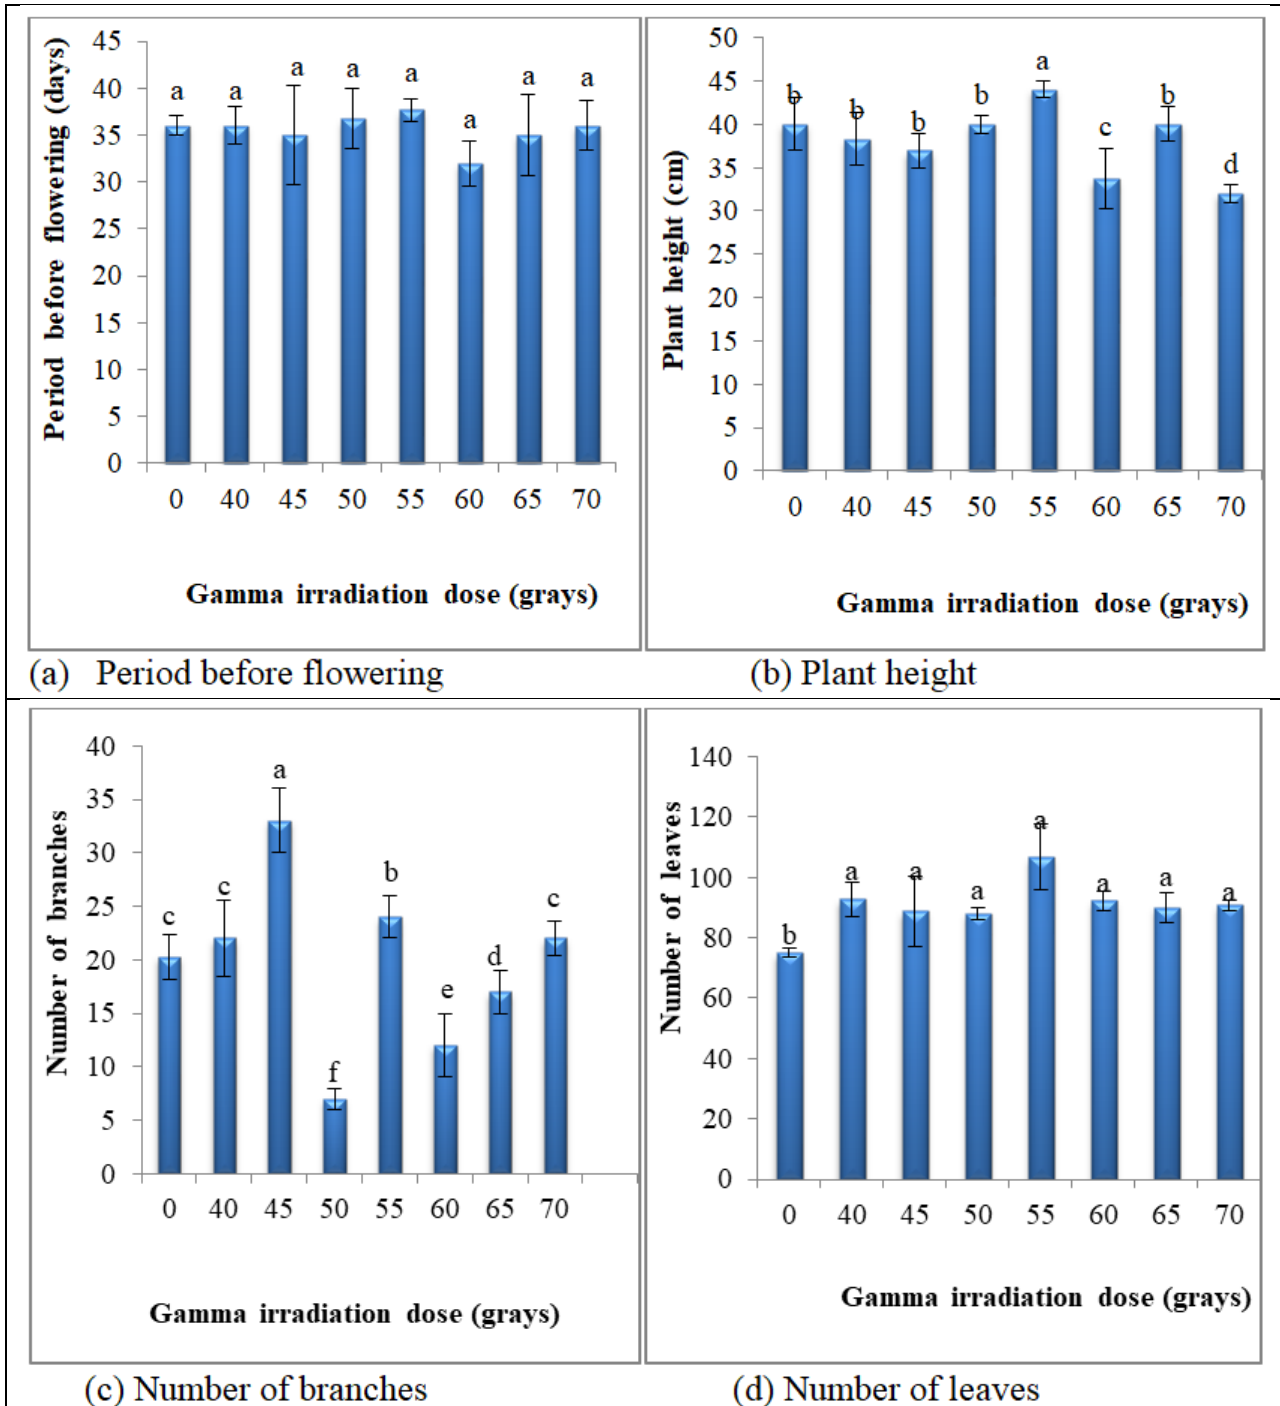 Period before flowering (days)
45
40
35
30
25
20
15
10
5
0
a a a a a a a a
0 40 45 50 55 60 65 70
Gamma irradiation dose (grays)
(a) Period before flowering
Plant height (cm)
50
45
40
35
30
25
20
15
10
5
0
b b b b a c b d
0 40 45 50 55 60 65 70
Gamma irradiation dose (grays)
(b) Plant height
Number of branches
40
35
30
25
20
15
10
5
0
c c a f b e d c
0 40 45 50 55 60 65 70
Gamma irradiation dose (grays)
(c) Number of branches
Number of leaves
140
120
100
80
60
40
20
0
b a a a a a a a
0 40 45 50 55 60 65 70
Gamma irradiation dose (grays)
(d) Number of leaves